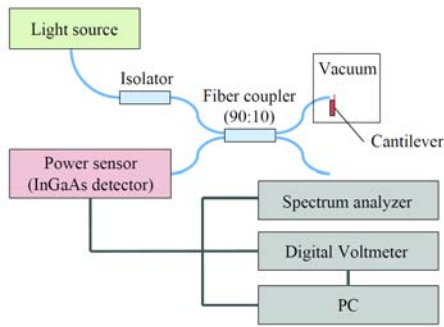 Light source
Isolator
Fiber coupler
(90:10)
Vacuum
Cantilever
Power sensor
(InGaAs detector)
Spectrum analyzer
Digital Voltmeter
PC